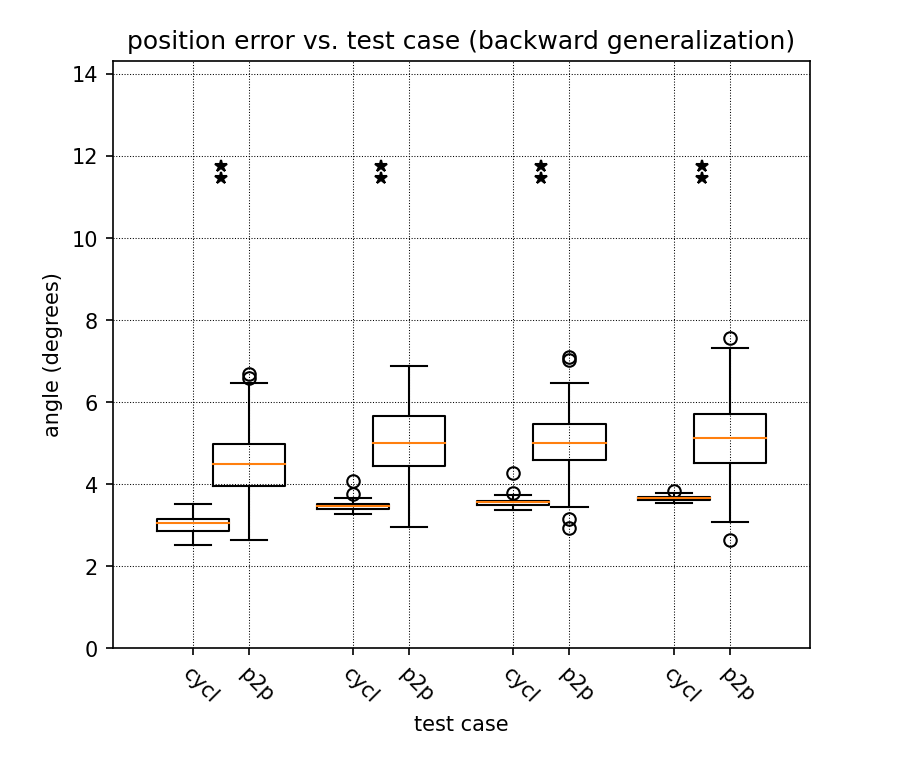 position error vs. test case (backward generalization)
14
12
10
8
6
4
2
0
angle (degrees)
cycl p2p cycl p2p cycl p2p cycl p2p
test case